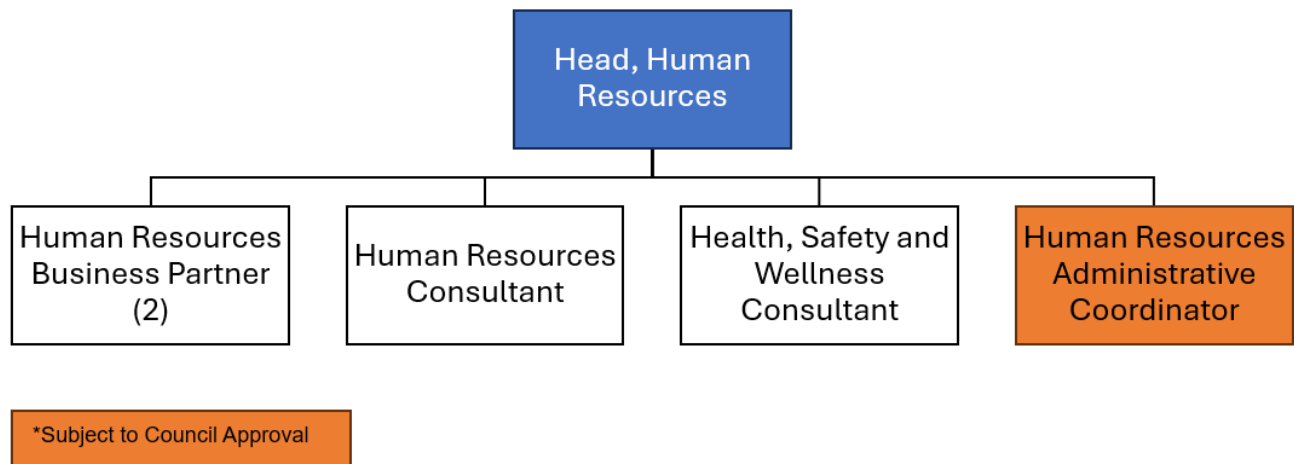 Head, Human
Resources
Human Resources
Business Partner
(2)
Human Resources
Consultant
Health, Safety and
Wellness
Consultant
Human Resources
Administrative
Coordinator
*Subject to Council Approval